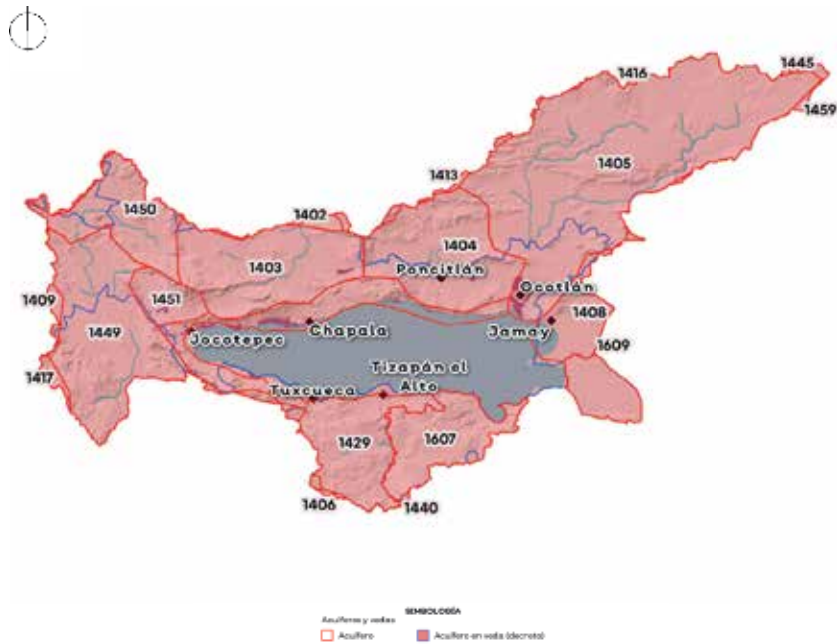 1445
1416
1459
1405
1413
1450
1402
1404
1403
Poncitlán
1409
1451
Ocotlán
1449
1408
Chapala
Jamay
Jocotepec
1609
Tizapán el
Alto
1417
Tuxcueca
1429
1607
1406
1440
SIMBOLOGÍA
Acuíferos y vedas
Acuífero
Acuífero en veda (decreto)